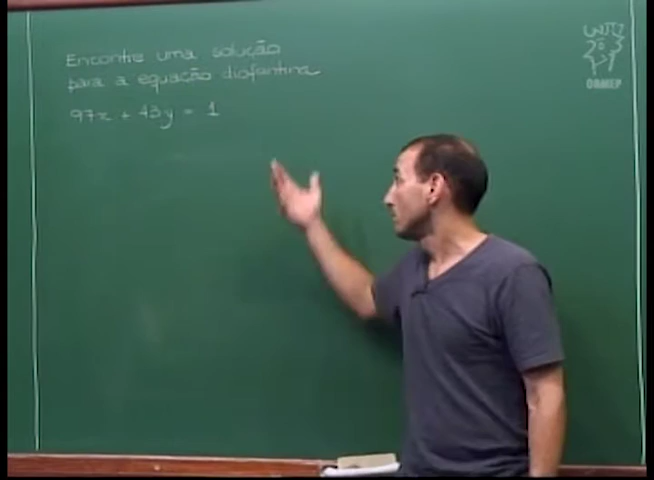 Encontre uma solução
para a equação diofantina
97x + 43y = 1
OBMEP